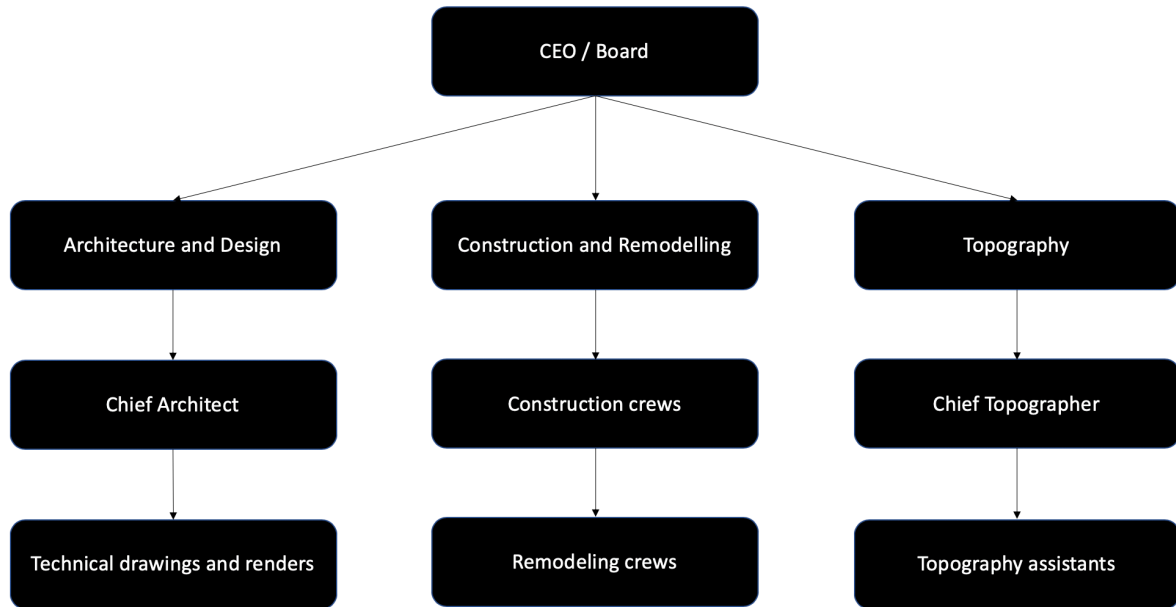 CEO / Board
Architecture and Design
Construction and Remodelling
Topography
Chief Architect
Construction crews
Chief Topographer
Technical drawings and renders
Remodeling crews
Topography assistants